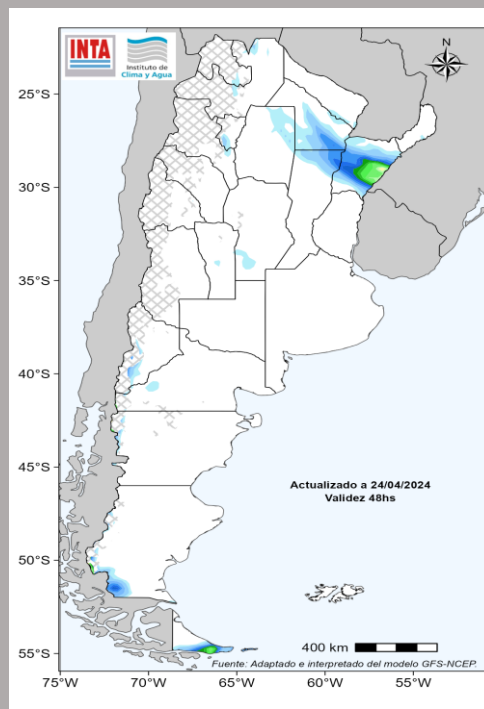 INTA
Instituto de
Clima y Agua
N
25°S
30°S
35°S
40°S
45°S
50°S
55°S
Actualizado a 24/04/2024
Validez 48hs
400 km
Fuente: Adaptado e interpretado del modelo GFS-NCEP.
75°W
70°W
65°W
60°W
55°W